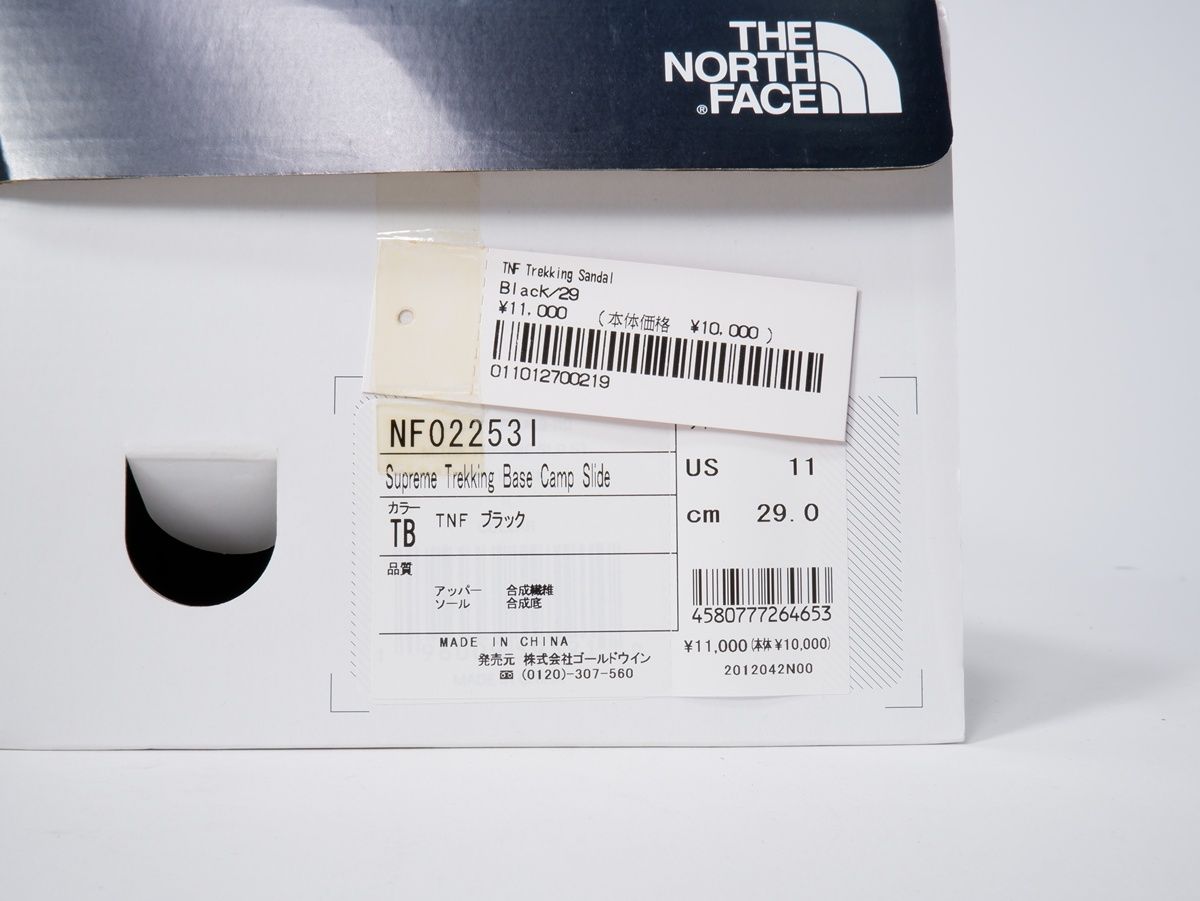 THE
NORTH
®FACE
TNF Trekking Sandal
Black/29
¥11,000 (本体価格 ¥10,000)
011012700219
NF02253I
Supreme Trekking Base Camp Slide
カラー
TB TNF ブラック
品質
アッパー 合成繊維
ソール 合成底
MADE IN CHINA
発売元 株式会社ゴールドウイン
(0120)-307-560
US 11
cm 29.0
4580777264653
¥11,000(本体 ¥10,000)
2012042N00